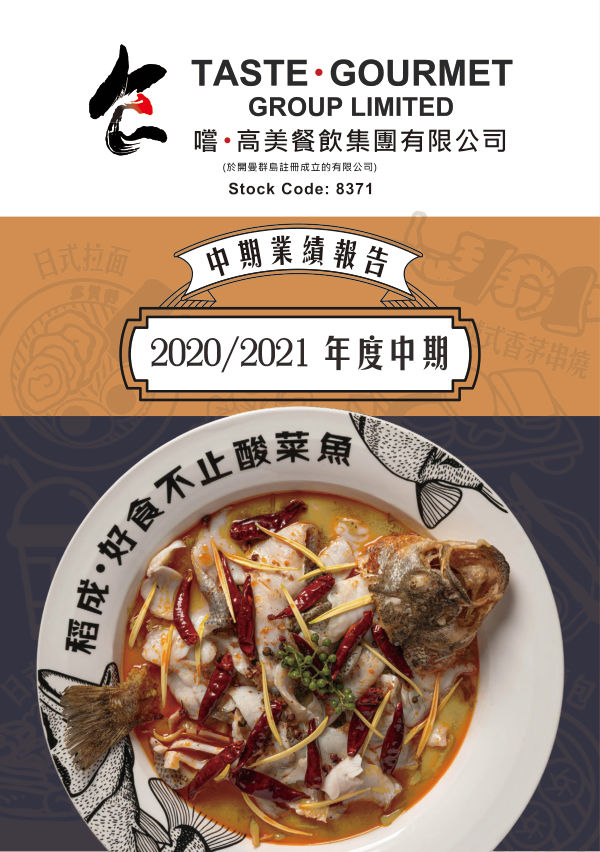 TASTE·GOURMET
GROUP LIMITED
嚐·高美餐飲集團有限公司
(於開曼群島註冊成立的有限公司)
Stock Code: 8371
中期業績報告
日式拉面
式香茅串燒
2020/2021 年度中期
稻成·好食不止酸菜魚
包